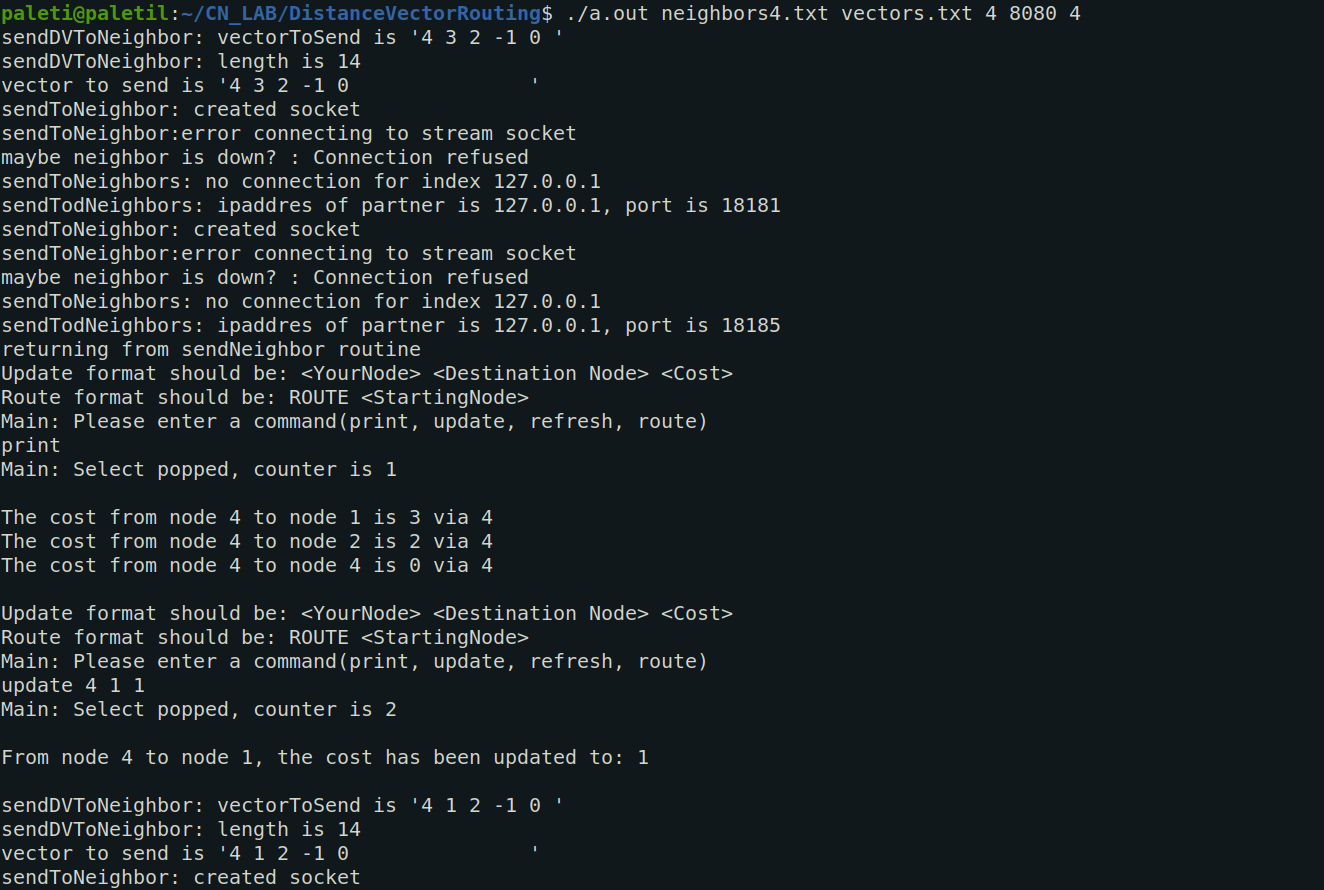 paleti@paletil:~/CN_LAB/DistanceVectorRouting$ ./a.out neighbors4.txt vectors.txt 4 8080 4
sendDVToNeighbor: vectorToSend is '4 3 2 -1 0 '
sendDVToNeighbor: length is 14
vector to send is '4 3 2 -1 0               '
sendToNeighbor: created socket
sendToNeighbor:error connecting to stream socket
maybe neighbor is down? : Connection refused
sendToNeighbors: no connection for index 127.0.0.1
sendTodNeighbors: ipaddres of partner is 127.0.0.1, port is 18181
sendToNeighbor: created socket
sendToNeighbor:error connecting to stream socket
maybe neighbor is down? : Connection refused
sendToNeighbors: no connection for index 127.0.0.1
sendTodNeighbors: ipaddres of partner is 127.0.0.1, port is 18185
returning from sendNeighbor routine
Update format should be: <YourNode> <Destination Node> <Cost>
Route format should be: ROUTE <StartingNode>
Main: Please enter a command(print, update, refresh, route)
print
Main: Select popped, counter is 1
The cost from node 4 to node 1 is 3 via 4
The cost from node 4 to node 2 is 2 via 4
The cost from node 4 to node 4 is 0 via 4
Update format should be: <YourNode> <Destination Node> <Cost>
Route format should be: ROUTE <StartingNode>
Main: Please enter a command(print, update, refresh, route)
update 4 1 1
Main: Select popped, counter is 2
From node 4 to node 1, the cost has been updated to: 1
sendDVToNeighbor: vectorToSend is '4 1 2 -1 0 '
sendDVToNeighbor: length is 14
vector to send is '4 1 2 -1 0               '
sendToNeighbor: created socket